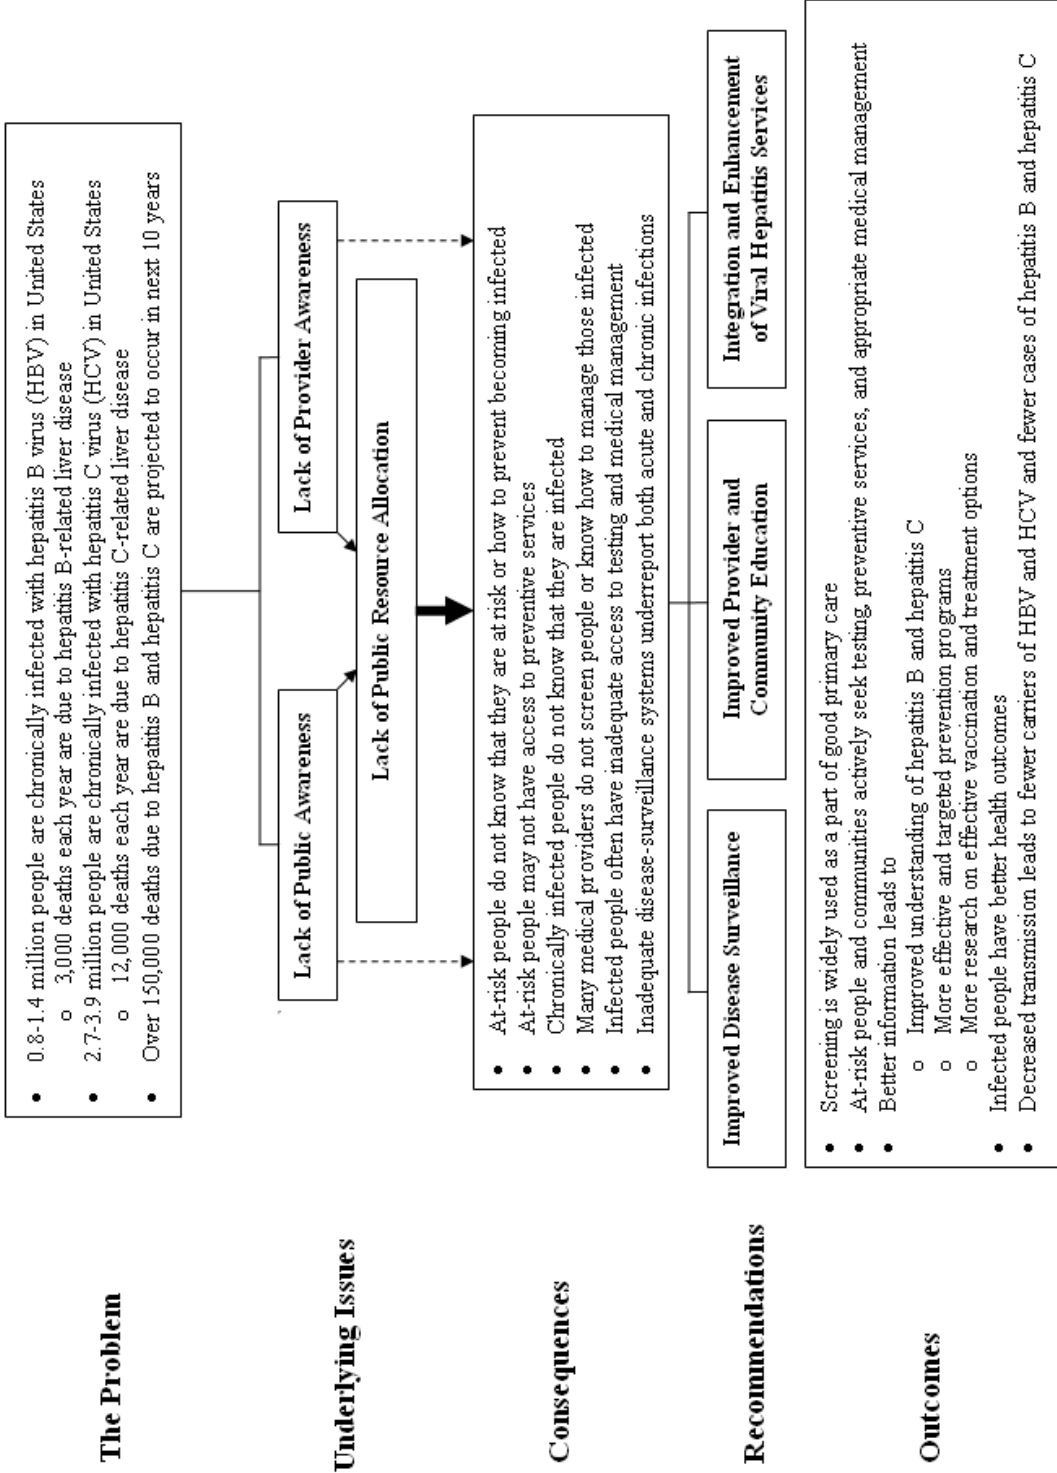 The Problem
• 0.8-1.4 million people are chronically infected with hepatitis B virus (HBV) in United States
o 3,000 deaths each year are due to hepatitis B-related liver disease
• 2.7-3.9 million people are chronically infected with hepatitis C virus (HCV) in United States
o 12,000 deaths each year are due to hepatitis C-related liver disease
• Over 150,000 deaths due to hepatitis B and hepatitis C are projected to occur in next 10 years
Underlying Issues
Lack of Public Awareness
Lack of Provider Awareness
Lack of Public Resource Allocation
Consequences
• At-risk people do not know that they are at risk or how to prevent becoming infected
• At-risk people may not have access to preventive services
• Chronically infected people do not know that they are infected
• Many medical providers do not screen people or know how to manage those infected
• Infected people often have inadequate access to testing and medical management
• Inadequate disease-surveillance systems underreport both acute and chronic infections
Recommendations
Improved Disease Surveillance
Improved Provider and
Community Education
Integration and Enhancement
of Viral Hepatitis Services
Outcomes
• Screening is widely used as a part of good primary care
• At-risk people and communities actively seek testing, preventive services, and appropriate medical management
• Better information leads to
o Improved understanding of hepatitis B and hepatitis C
o More effective and targeted prevention programs
o More research on effective vaccination and treatment options
• Infected people have better health outcomes
• Decreased transmission leads to fewer carriers of HBV and HCV and fewer cases of hepatitis B and hepatitis C